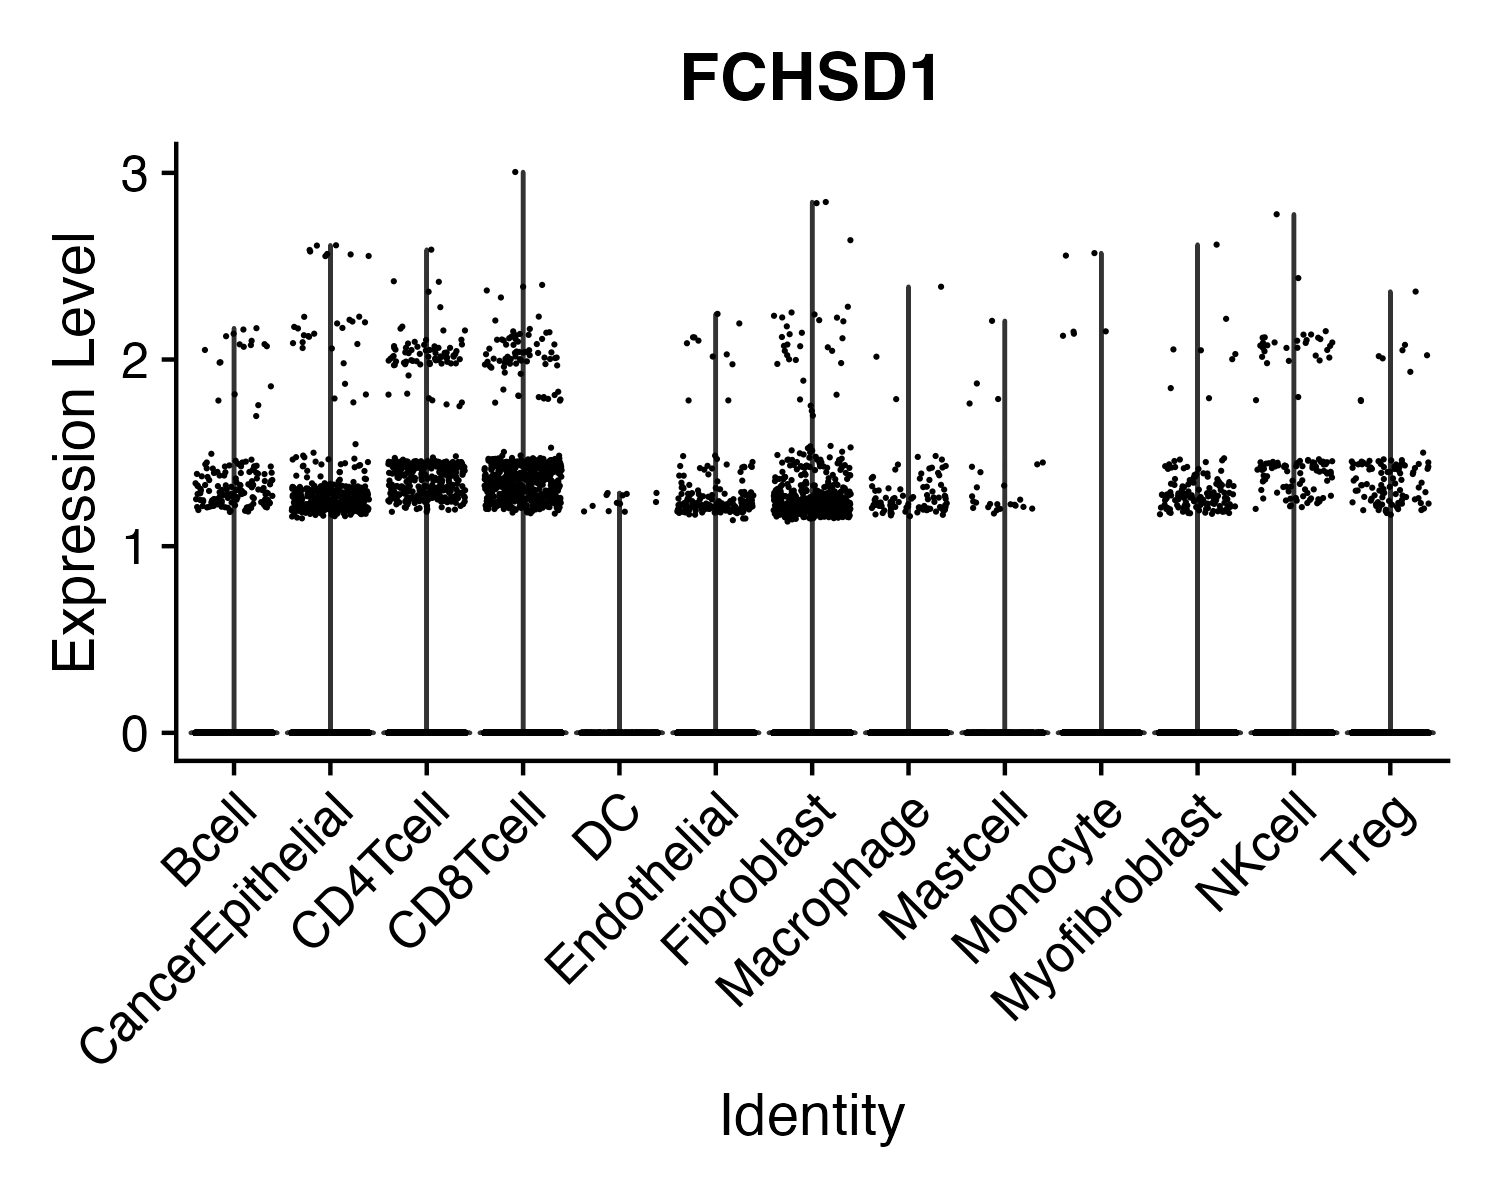 FCHSD1
Expression Level
3
2
1
0
Bcell
CancerEpithelial
CD4Tcell
CD8Tcell
DC
Endothelial
Fibroblast
Macrophage
Mastcell
Monocyte
Myofibroblast
NKcell
Treg
Identity